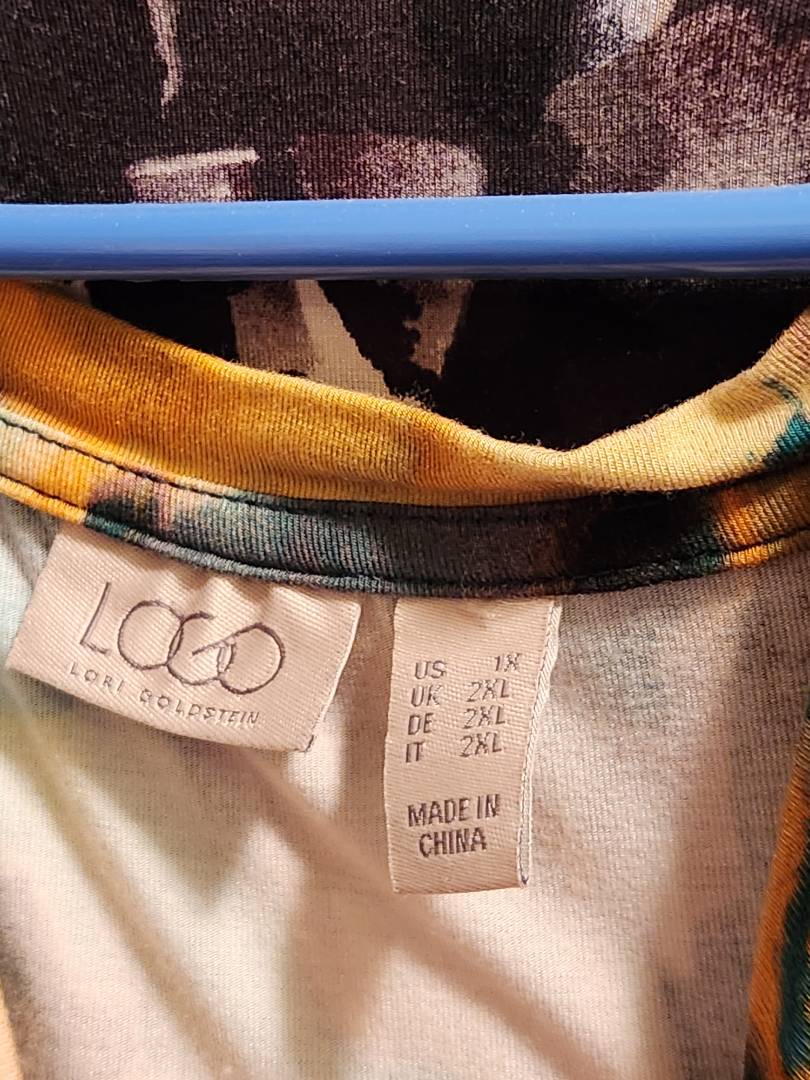 LOGO
LORI GOLDSTEIN
US 1X
UK 2XL
DE 2XL
IT 2XL
MADE IN
CHINA